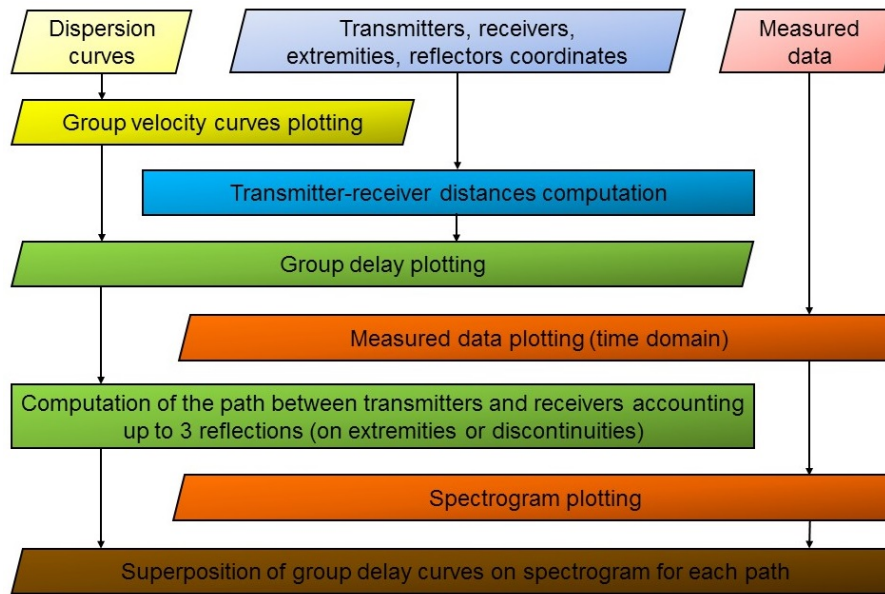 Dispersion
curves
Transmitters, receivers,
extremities, reflectors coordinates
Measured
data
Group velocity curves plotting
Transmitter-receiver distances computation
Group delay plotting
Measured data plotting (time domain)
Computation of the path between transmitters and receivers accounting
up to 3 reflections (on extremities or discontinuities)
Spectrogram plotting
Superposition of group delay curves on spectrogram for each path